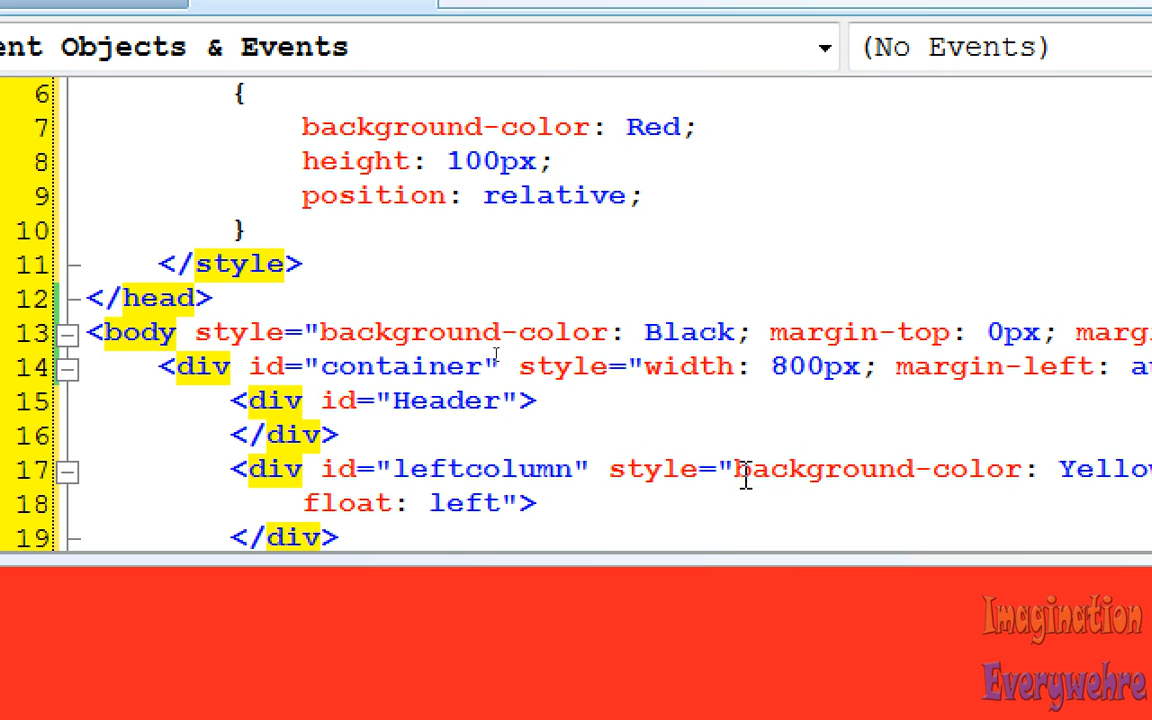 ent Objects & Events
(No Events)
6 {
7 background-color: Red;
8 height: 100px;
9 position: relative;
10 }
11 </style>
12 </head>
13 <body style="background-color: Black; margin-top: 0px; marg
14 <div id="container" style="width: 800px; margin-left: au
15 <div id="Header">
16 </div>
17 <div id="leftcolumn" style="background-color: Yellow
18 float: left">
19 </div>
Imagination
Everywehre